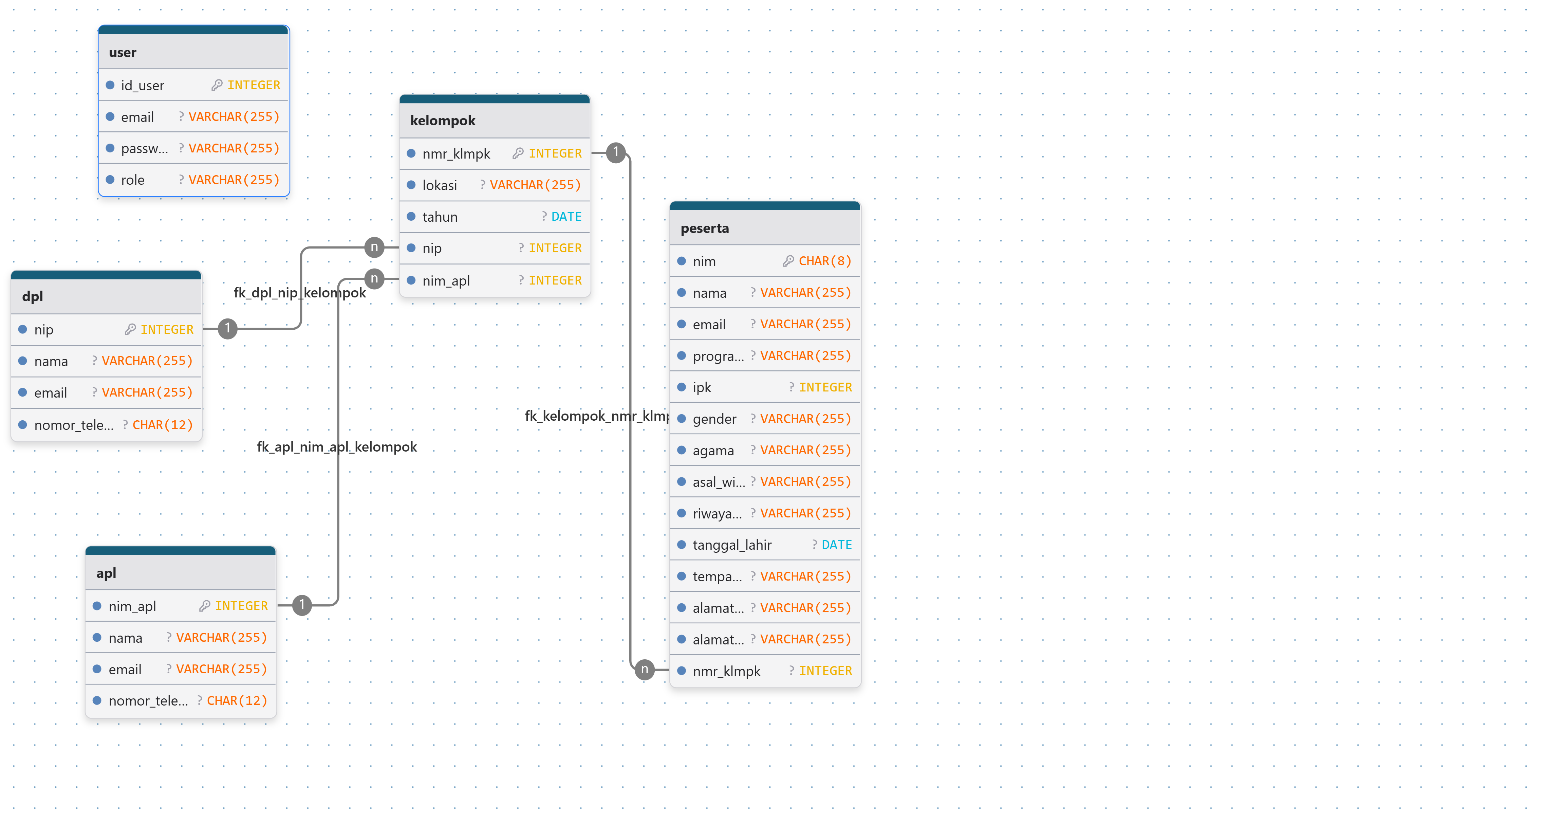 user
id_user INTEGER
email ? VARCHAR(255)
passw... ? VARCHAR(255)
role ? VARCHAR(255)
kelompok
nmr_klmpk INTEGER
lokasi ? VARCHAR(255)
tahun ? DATE
nip ? INTEGER
nim_apl ? INTEGER
1
n
n
fk_dpl_nip_kelompok
dpl
nip INTEGER
nama ? VARCHAR(255)
email ? VARCHAR(255)
nomor_tele... ? CHAR(12)
1
fk_apl_nim_apl_kelompok
apl
nim_apl INTEGER
nama ? VARCHAR(255)
email ? VARCHAR(255)
nomor_tele... ? CHAR(12)
1
fk_kelompok_nmr_klmp
peserta
nim CHAR(8)
nama ? VARCHAR(255)
email ? VARCHAR(255)
progra... ? VARCHAR(255)
ipk ? INTEGER
gender ? VARCHAR(255)
agama ? VARCHAR(255)
asal_wi... ? VARCHAR(255)
riwaya... ? VARCHAR(255)
tanggal_lahir ? DATE
tempa... ? VARCHAR(255)
alamat... ? VARCHAR(255)
alamat... ? VARCHAR(255)
nmr_klmpk ? INTEGER
n